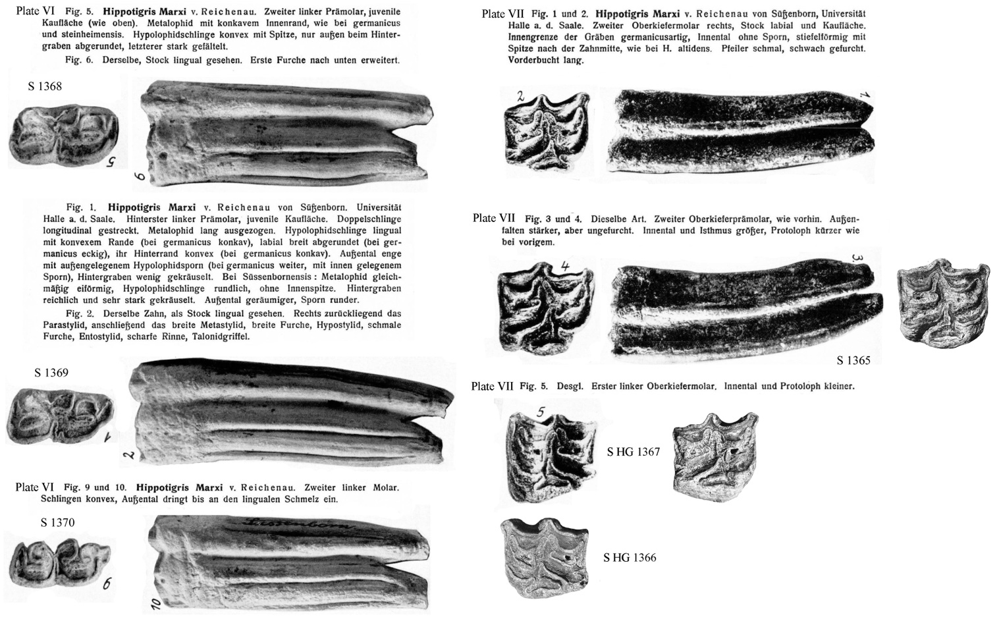 Plate VI Fig. 5. Hippotigris Marxi v. Reichenau. Zweiter linker Prämolar, juvenile
Kaufläche (wie oben). Metalophid mit konkavem Innenrand, wie bei germanicus
und steinheimensis. Hypolophidschlinge konvex mit Spitze, nur außen beim Hinter-
graben abgerundet, letzterer stark gefältelt.
Fig. 6. Derselbe, Stock lingual gesehen. Erste Furche nach unten erweitert.
S 1368
5
6
Fig. 1. Hippotigris Marxi v. Reichenau von Süßenborn. Universität
Halle a. d. Saale. Hinterster linker Prämolar, juvenile Kaufläche. Doppelschlinge
longitudinal gestreckt. Metalophid lang ausgezogen. Hypolophidschlinge lingual
mit konvexem Rande (bei germanicus konkav), labial breit abgerundet (bei ger-
manicus eckig), ihr Hinterrand konvex (bei germanicus konkav). Außental enge
mit außengelegenem Hypolophidsporn (bei germanicus weiter, mit innen gelegenem
Sporn), Hintergraben wenig gekräuselt. Bei Süssenbornensis : Metalophid gleich-
mäßig eiförmig, Hypolophidschlinge rundlich, ohne Innenspitze. Hintergraben
reichlich und sehr stark gekräuselt. Außental geräumiger, Sporn runder.
Fig. 2. Derselbe Zahn, als Stock lingual gesehen. Rechts zurückliegend das
Parastylid, anschließend das breite Metastylid, breite Furche, Hypostylid, schmale
Furche, Entostylid, scharfe Rinne, Talonidgriffel.
S 1369
1
2
Plate VI Fig. 9 und 10. Hippotigris Marxi v. Reichenau. Zweiter linker Molar.
Schlingen konvex, Außental dringt bis an den lingualen Schmelz ein.
S 1370
9
Süssenborn
10
Plate VII Fig. 1 und 2. Hippotigris Marxi v. Reichenau von Süßenborn, Universität
Halle a. d. Saale. Zweiter Oberkiefermolar rechts, Stock labial und Kaufläche.
Innengrenze der Gräben germanicusartig, Innental ohne Sporn, stiefelförmig mit
Spitze nach der Zahnmitte, wie bei H. altidens. Pfeiler schmal, schwach gefurcht.
Vorderbucht lang.
2
1.
Plate VII Fig. 3 und 4. Dieselbe Art. Zweiter Oberkieferprämolar, wie vorhin. Außen-
falten stärker, aber ungefurcht. Innental und Isthmus größer, Protoloph kürzer wie
bei vorigem.
4
3
S 1365
Plate VII Fig. 5. Desgl. Erster linker Oberkiefermolar. Innental und Protoloph kleiner.
5
S HG 1367
S HG 1366